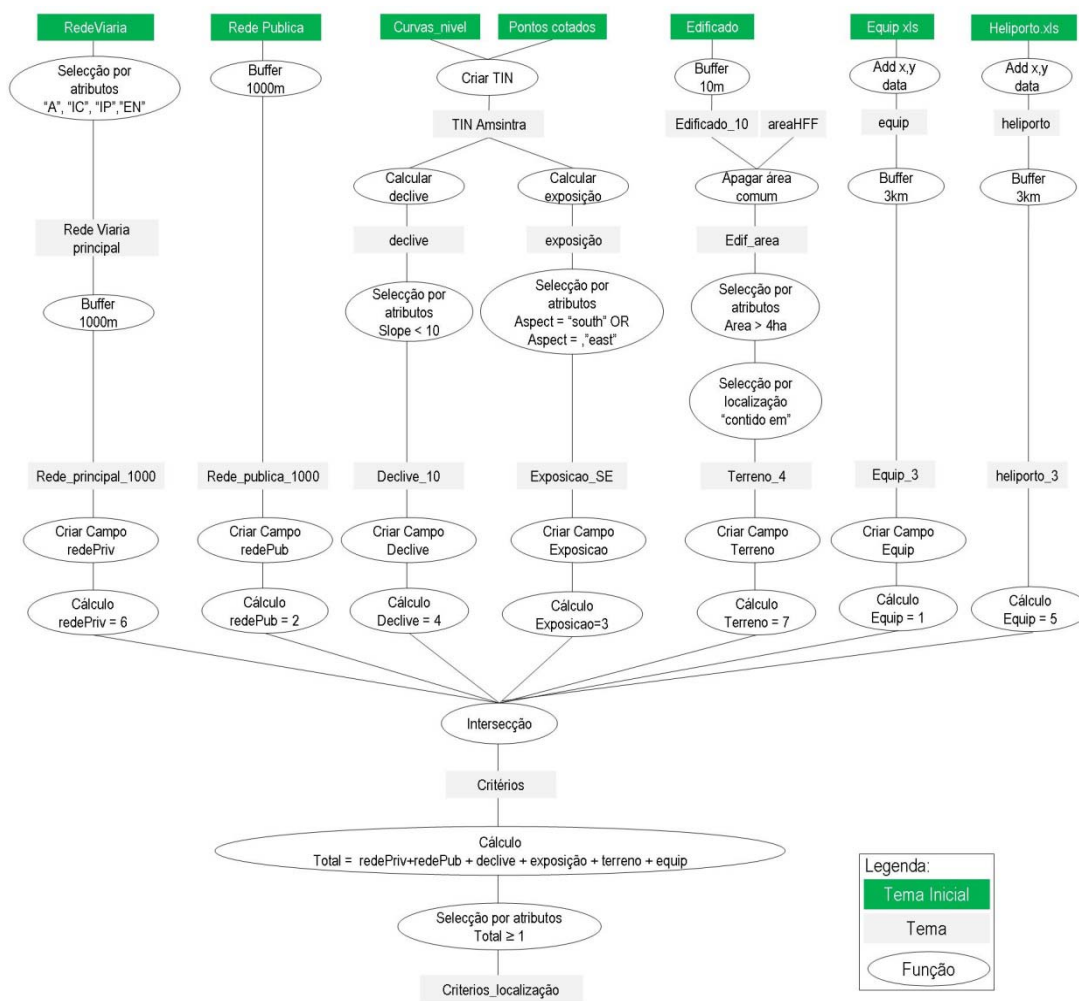 RedeViaria
Rede Publica
Curvas_nivel
Pontos cotados
Edificado
Equip xls
Heliporto.xls
Selecção por
atributos
"A", "IC", "IP","EN"
Buffer
1000m
Criar TIN
Buffer
10m
Add x,y
data
Add x,y
data
TIN Amsintra
Edificado_10
areaHFF
equip
heliporto
Calcular
declive
Calcular
exposição
Apagar área
comum
Buffer
3km
Buffer
3km
Rede Viaria
principal
declive
exposição
Edif_area
Buffer
1000m
Selecção por
atributos
Slope < 10
Selecção por
atributos
Aspect = "south" OR
Aspect = ,"east"
Selecção por
atributos
Area > 4ha
Selecção por
localização
"contido em"
Rede_principal_1000
Rede_publica_1000
Declive_10
Exposicao_SE
Terreno_4
Equip_3
heliporto_3
Criar Campo
redePriv
Criar Campo
redePub
Criar Campo
Declive
Criar Campo
Exposicao
Criar Campo
Terreno
Criar Campo
Equip
Cálculo
redePriv = 6
Cálculo
redePub = 2
Cálculo
Declive = 4
Cálculo
Exposicao=3
Cálculo
Terreno = 7
Cálculo
Equip = 1
Cálculo
Equip = 5
Intersecção
Critérios
Cálculo
Total = redePriv+redePub + declive + exposição + terreno + equip
Selecção por atributos
Total ≥ 1
Criterios_localização
Legenda:
Tema Inicial
Tema
Função